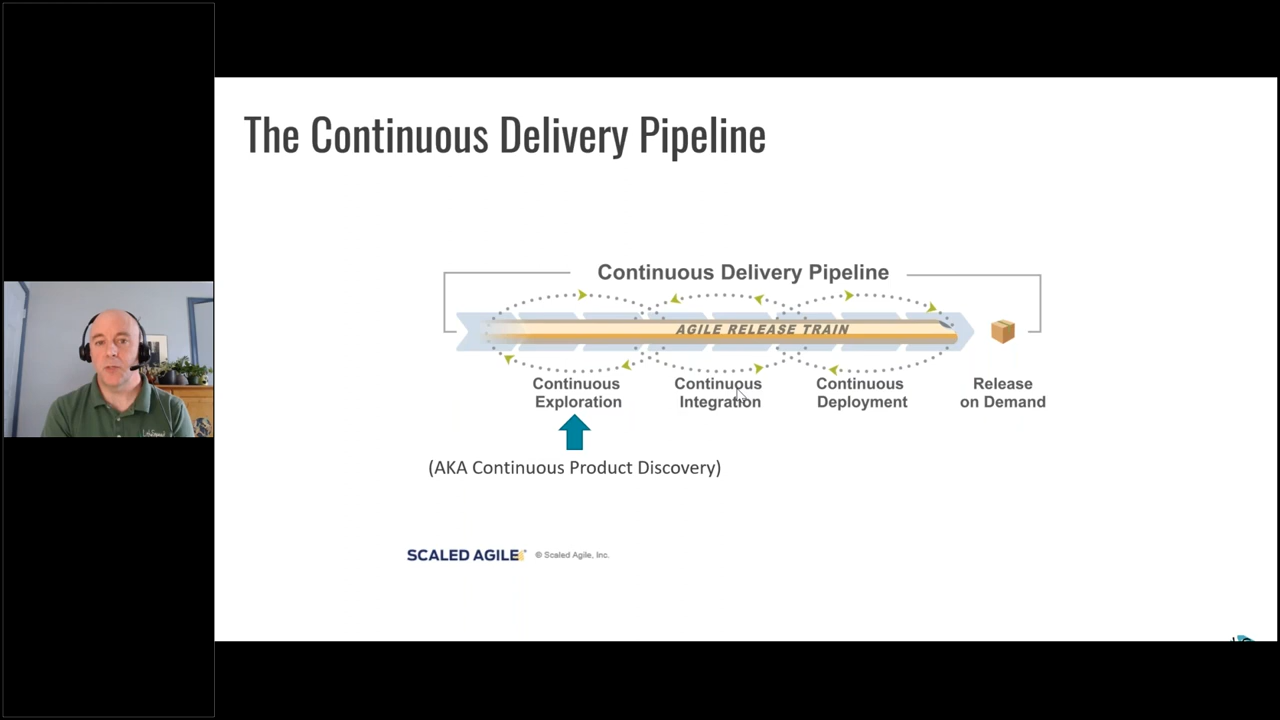 The Continuous Delivery Pipeline
Continuous Delivery Pipeline
AGILE RELEASE TRAIN
Continuous
Exploration
Continuous
Integration
Continuous
Deployment
Release
on Demand
(AKA Continuous Product Discovery)
SCALED AGILE
© Scaled Agile, Inc.